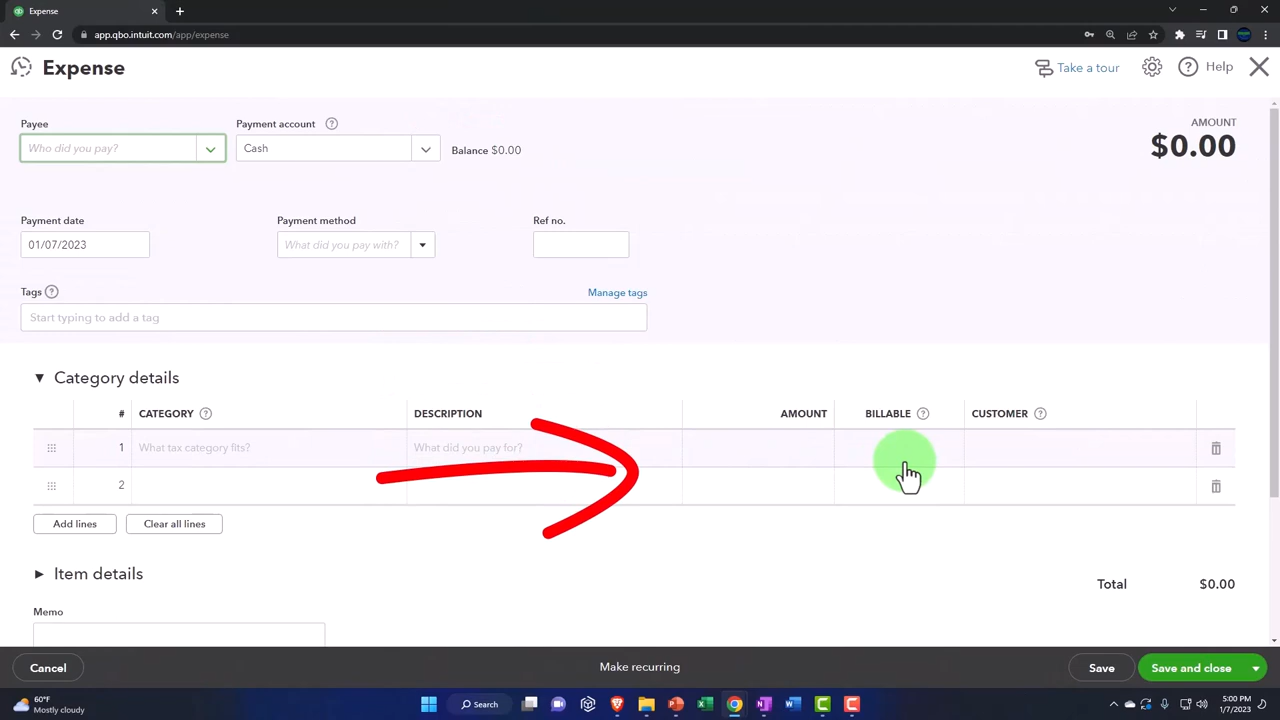 Expense
app.qbo.intuit.com/app/expense
Expense
Take a tour
Help
Payee
Payment account
AMOUNT
Who did you pay?
Cash
Balance $0.00
$0.00
Payment date
Payment method
Ref no.
01/07/2023
What did you pay with?
Tags
Manage tags
Start typing to add a tag
Category details
# CATEGORY DESCRIPTION AMOUNT BILLABLE CUSTOMER
1 What tax category fits? What did you pay for?
2
Add lines
Clear all lines
Item details
Total $0.00
Memo
Cancel
Make recurring
Save
Save and close
60°F
Mostly cloudy
Search
5:00 PM
1/7/2023